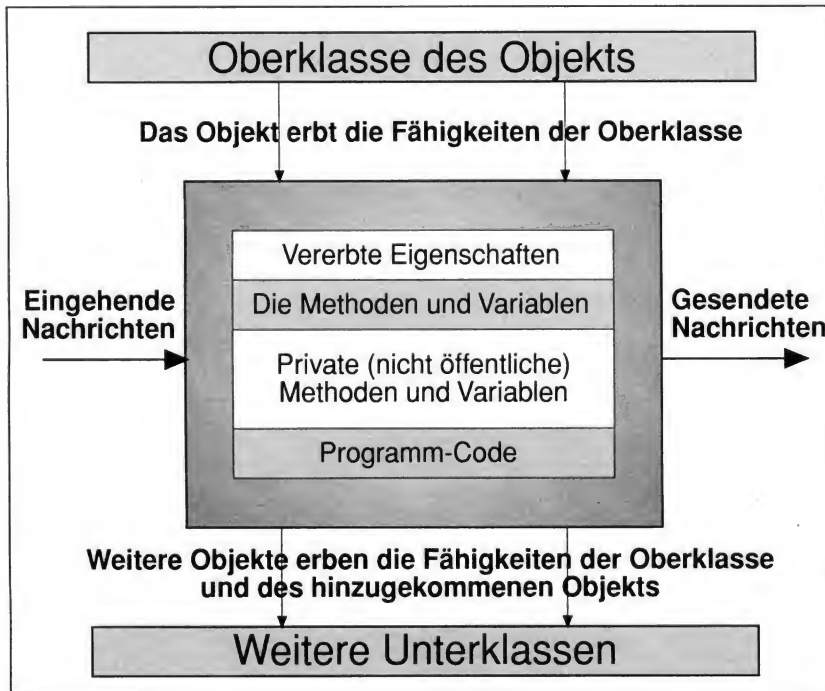 Oberklasse des Objekts
Das Objekt erbt die Fähigkeiten der Oberklasse
Eingehende
Nachrichten
Vererbte Eigenschaften
Die Methoden und Variablen
Private (nicht öffentliche)
Methoden und Variablen
Programm-Code
Gesendete
Nachrichten
Weitere Objekte erben die Fähigkeiten der Oberklasse
und des hinzugekommenen Objekts
Weitere Unterklassen